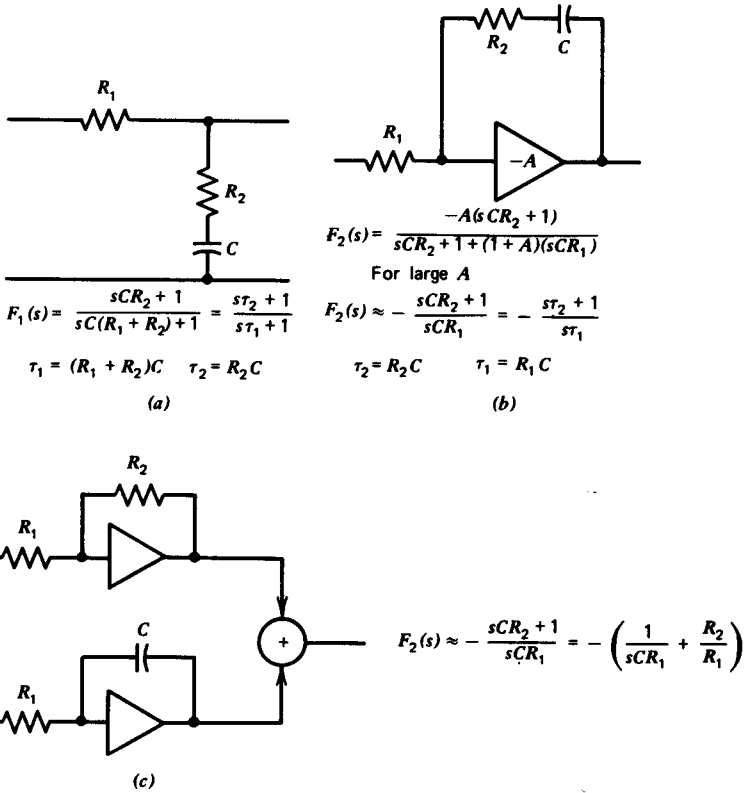 R₂ C
R₁
R₁
−A
R₂
C
F₁(s) = (sCR₂ + 1) / (sC(R₁ + R₂) + 1) = (sτ₂ + 1) / (sτ₁ + 1)
τ₁ = (R₁ + R₂)C τ₂ = R₂C
(a)
F₂(s) = −A(sCR₂ + 1) / (sCR₂ + 1 + (1 + A)(sCR₁))
For large A
F₂(s) ≈ − (sCR₂ + 1) / (sCR₁) = − (sτ₂ + 1) / (sτ₁)
τ₂ = R₂C τ₁ = R₁C
(b)
R₂
R₁
C
R₁
+
F₂(s) ≈ − (sCR₂ + 1) / (sCR₁) = − (1 / (sCR₁) + R₂ / R₁)
(c)